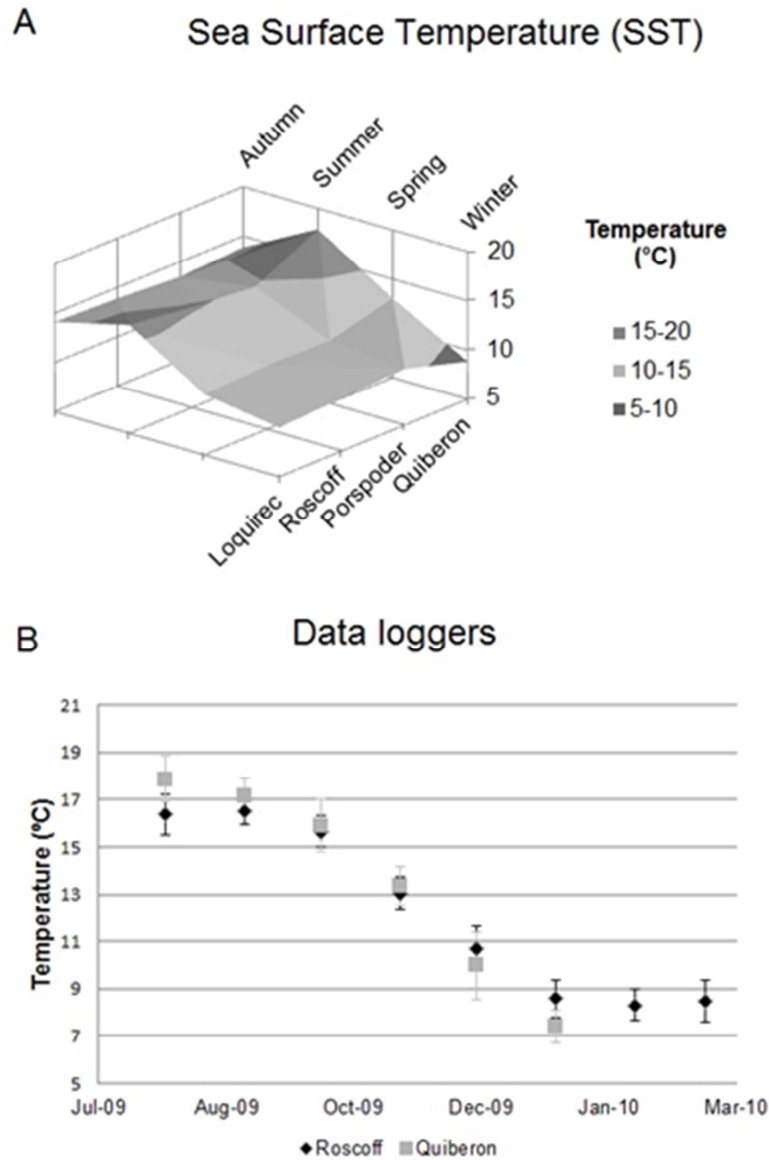 A
Sea Surface Temperature (SST)
Autumn
Summer
Spring
Winter
20
15
10
5
Temperature
(ºC)
15-20
10-15
5-10
Loquirec
Roscoff
Porspoder
Quiberon
B
Data loggers
Temperature (ºC)
21
19
17
15
13
11
9
7
5
Jul-09 Aug-09 Oct-09 Dec-09 Jan-10 Mar-10
Roscoff Quiberon